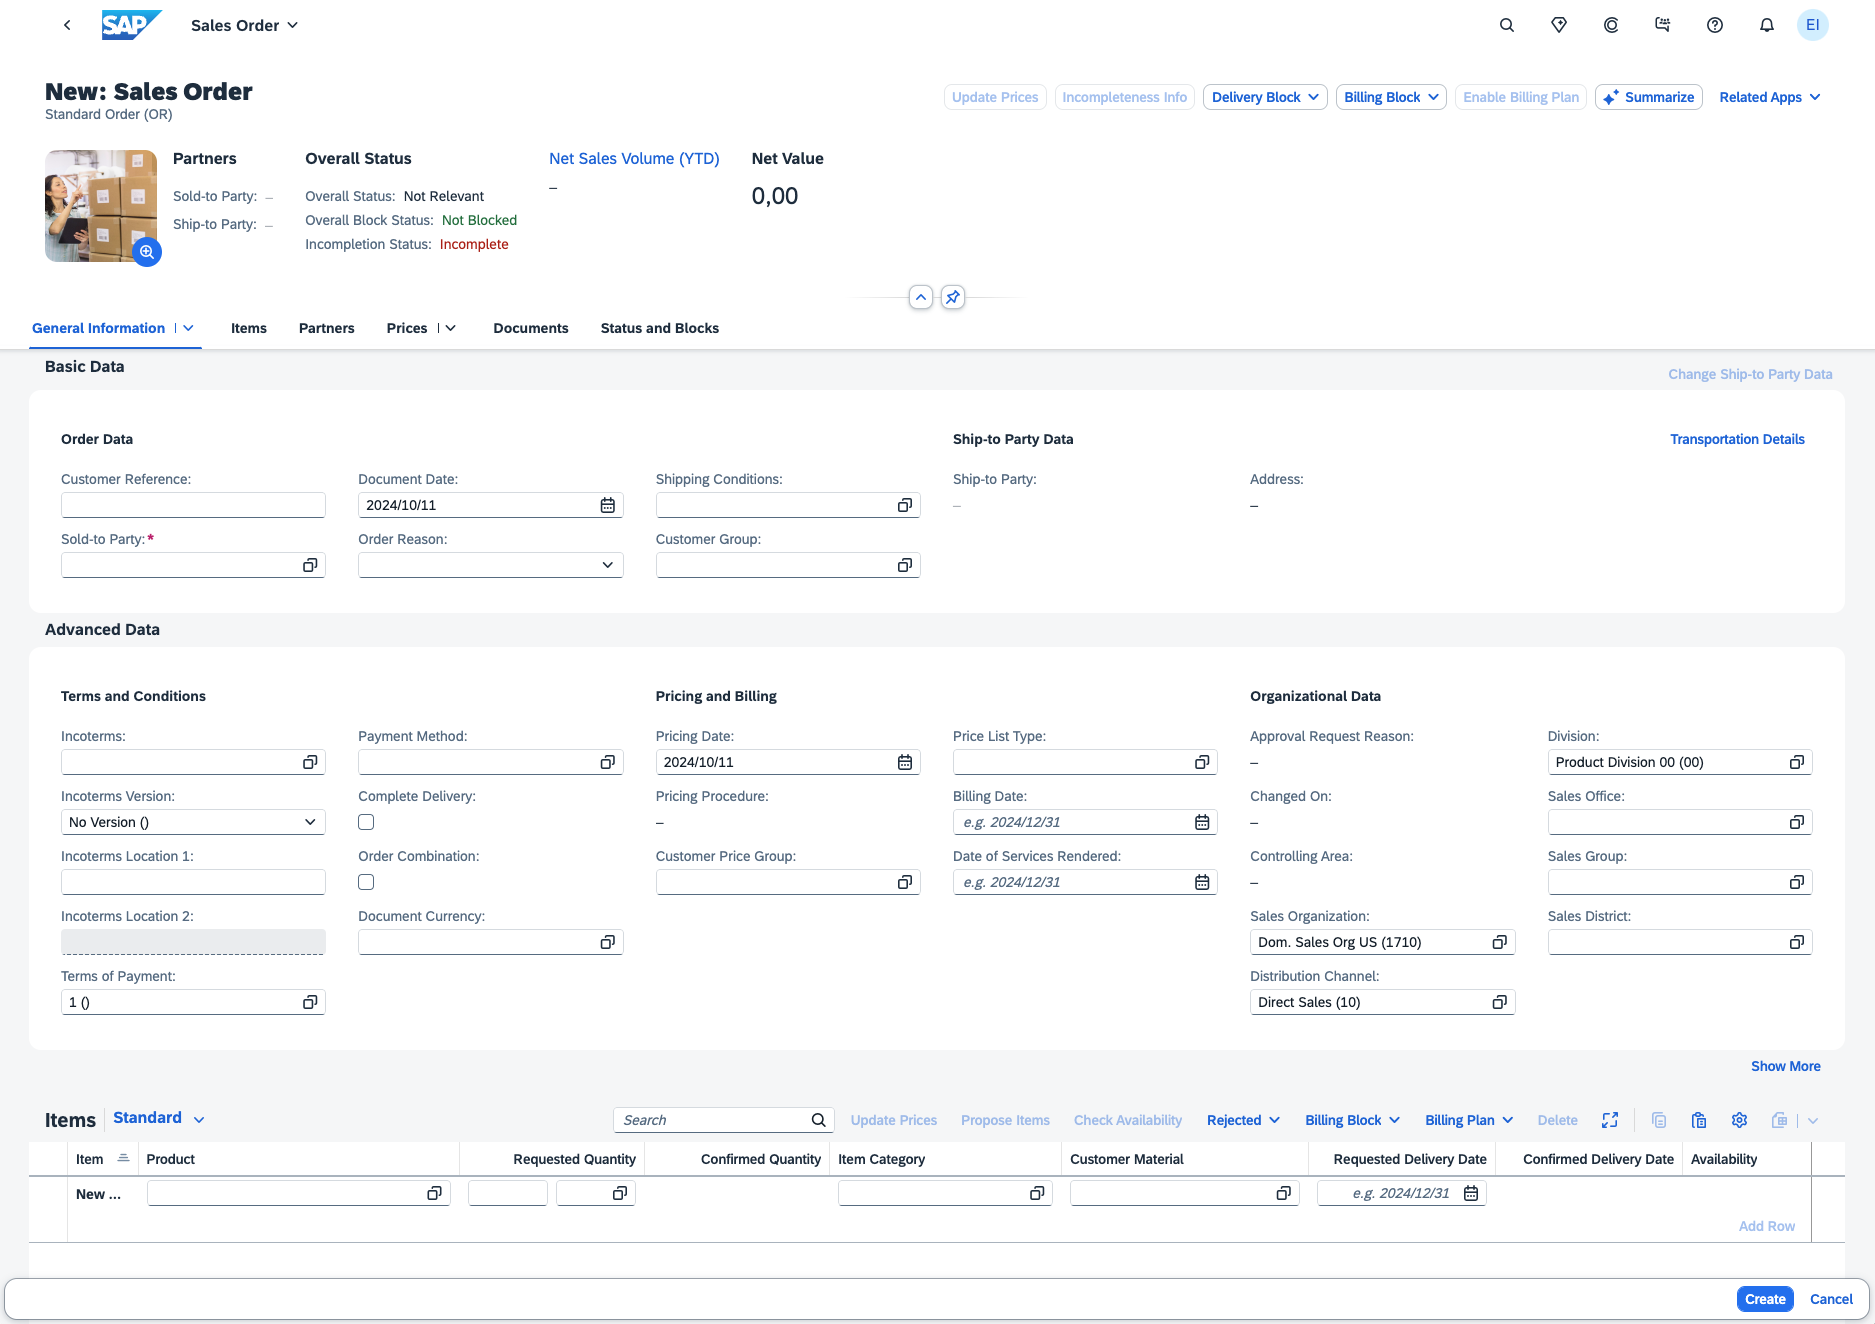 SAP
Sales Order
EI
New: Sales Order
Standard Order (OR)
Update Prices
Incompleteness Info
Delivery Block
Billing Block
Enable Billing Plan
Summarize
Related Apps
Partners
Sold-to Party: –
Ship-to Party: –
Overall Status
Overall Status: Not Relevant
Overall Block Status: Not Blocked
Incompletion Status: Incomplete
Net Sales Volume (YTD)
–
Net Value
0,00
General Information
Items
Partners
Prices
Documents
Status and Blocks
Basic Data
Change Ship-to Party Data
Order Data
Ship-to Party Data
Transportation Details
Customer Reference:
Document Date:
2024/10/11
Shipping Conditions:
Ship-to Party:
–
Address:
–
Sold-to Party:*
Order Reason:
Customer Group:
Advanced Data
Terms and Conditions
Pricing and Billing
Organizational Data
Incoterms:
Payment Method:
Pricing Date:
2024/10/11
Price List Type:
Approval Request Reason:
–
Division:
Product Division 00 (00)
Incoterms Version:
No Version ()
Complete Delivery:
Pricing Procedure:
–
Billing Date:
e.g. 2024/12/31
Changed On:
–
Sales Office:
Incoterms Location 1:
Order Combination:
Customer Price Group:
Date of Services Rendered:
e.g. 2024/12/31
Controlling Area:
–
Sales Group:
Incoterms Location 2:
Document Currency:
Sales Organization:
Dom. Sales Org US (1710)
Sales District:
Terms of Payment:
1 ()
Distribution Channel:
Direct Sales (10)
Show More
Items
Standard
Search
Update Prices
Propose Items
Check Availability
Rejected
Billing Block
Billing Plan
Delete
Item
Product
Requested Quantity
Confirmed Quantity
Item Category
Customer Material
Requested Delivery Date
Confirmed Delivery Date
Availability
New ...
e.g. 2024/12/31
Add Row
Create
Cancel